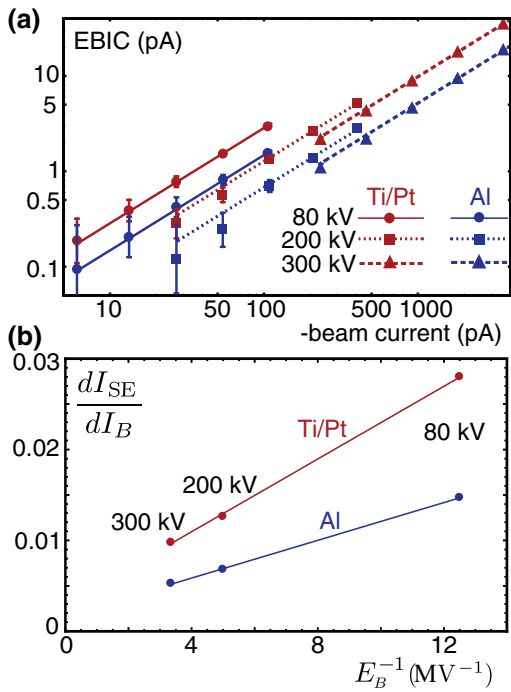 (a)
EBIC (pA)
10
5
1
0.5
0.1
Ti/Pt Al
80 kV
200 kV
300 kV
10 50 100 500 1000
-beam current (pA)
(b)
0.03
dI_SE/dI_B
Ti/Pt
80 kV
0.02
200 kV
300 kV
Al
0.01
0
0 4 8 12
E_B^{-1} (MV^{-1})